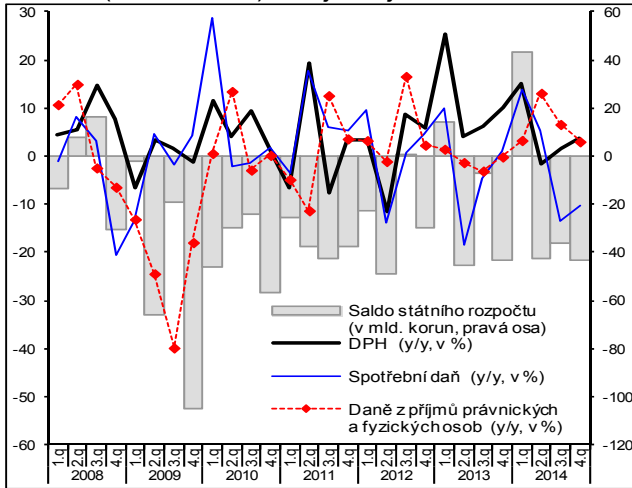 30
20
10
0
-10
-20
-30
-40
-50
-60
60
40
20
0
-20
-40
-60
-80
-100
-120
Saldo státního rozpočtu
(v mld. korun, pravá osa)
DPH (y/y, v %)
Spotřební daň (y/y, v %)
Daně z příjmů právnických
a fyzických osob (y/y, v %)
1.q 2.q 3.q 4.q 1.q 2.q 3.q 4.q 1.q 2.q 3.q 4.q 1.q 2.q 3.q 4.q 1.q 2.q 3.q 4.q 1.q 2.q 3.q 4.q 1.q 2.q 3.q 4.q
2008 2009 2010 2011 2012 2013 2014